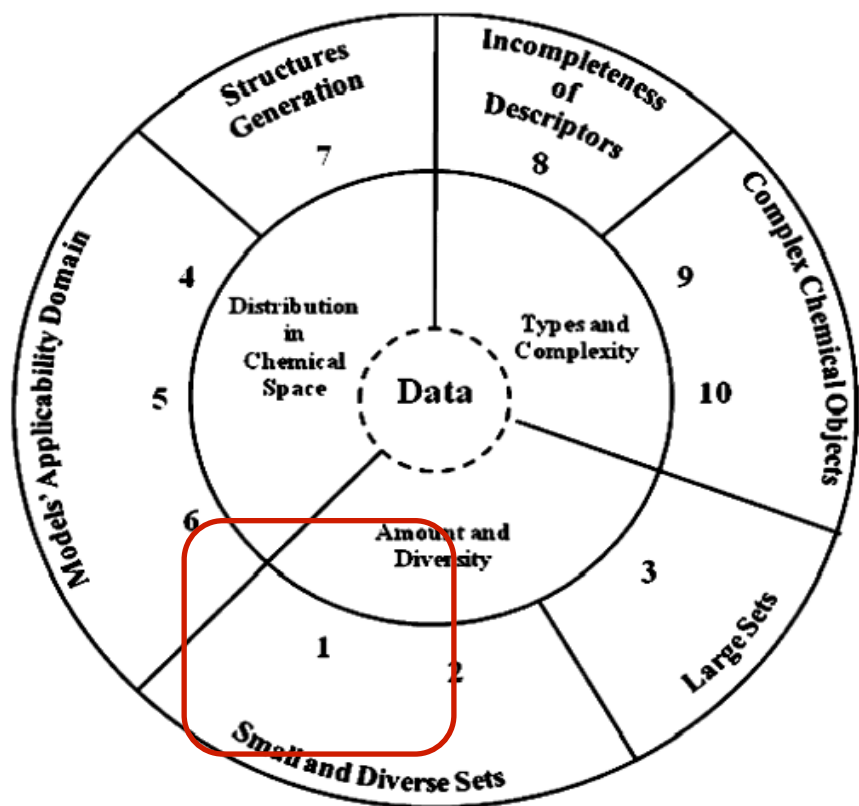 Structures
Generation
7
Incompleteness
of
Descriptors
8
Complex Chemical Objects
9
10
Models' Applicability Domain
4
5
6
Distribution
in
Chemical
Space
Types and
Complexity
Data
Amount and
Diversity
3
Large Sets
1
2
Small and Diverse Sets